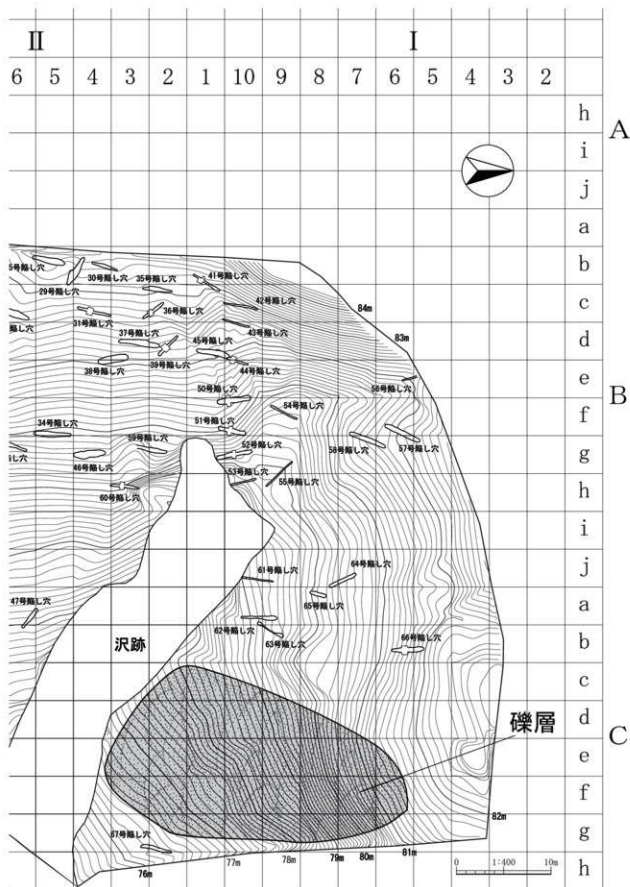 Ⅱ Ⅰ
6 5 4 3 2 1 10 9 8 7 6 5 4 3 2
h
A
i
j
a
b
29号陥し穴
30号陥し穴
35号陥し穴
41号陥し穴
c
31号陥し穴
36号陥し穴
42号陥し穴
84m
d
37号陥し穴
45号陥し穴
43号陥し穴
83m
38号陥し穴
39号陥し穴
44号陥し穴
e
50号陥し穴
56号陥し穴
B
34号陥し穴
51号陥し穴
54号陥し穴
f
46号陥し穴
59号陥し穴
52号陥し穴
58号陥し穴
57号陥し穴
g
60号陥し穴
53号陥し穴
55号陥し穴
h
i
61号陥し穴
64号陥し穴
j
47号陥し穴
65号陥し穴
a
沢跡
62号陥し穴
63号陥し穴
66号陥し穴
b
c
d
礫層
C
e
f
82m
67号陥し穴
g
76m
77m
78m
79m
80m
81m
0 1:400 10m
h